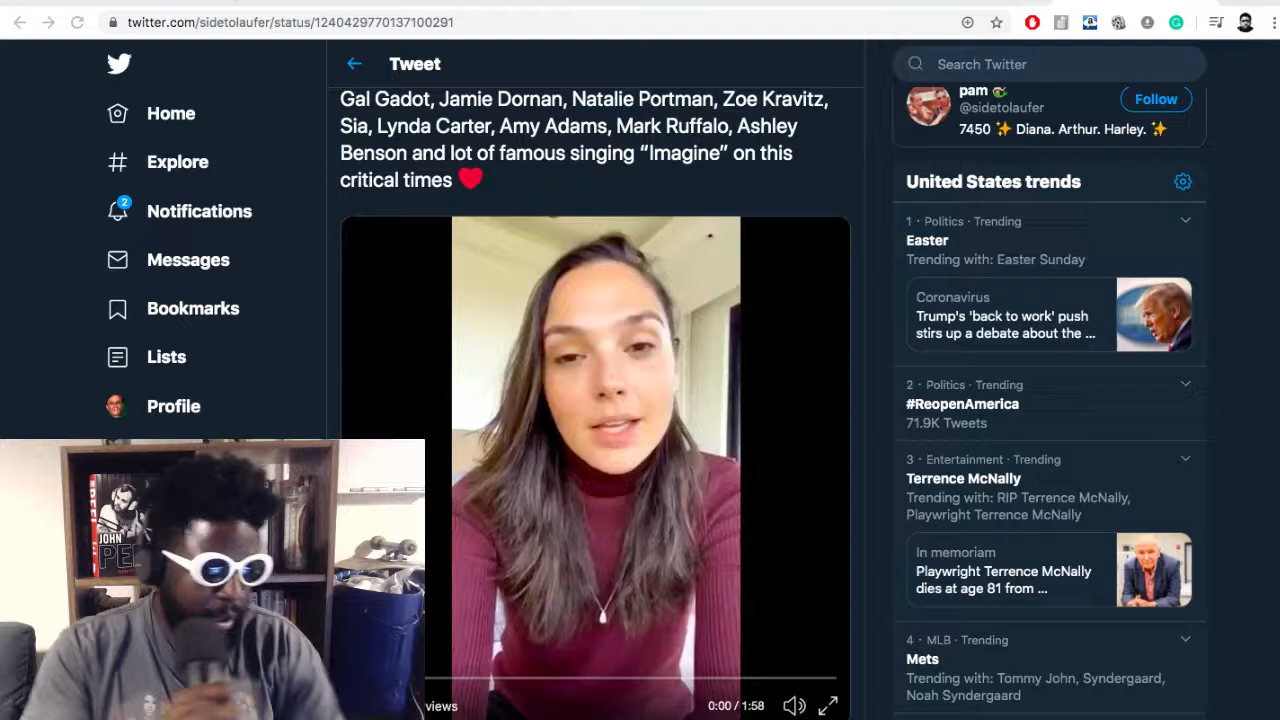 twitter.com/sidetolaufer/status/1240429770137100291
Home
Explore
2
Notifications
Messages
Bookmarks
Lists
Profile
Tweet
Gal Gadot, Jamie Dornan, Natalie Portman, Zoe Kravitz,
Sia, Lynda Carter, Amy Adams, Mark Ruffalo, Ashley
Benson and lot of famous singing “Imagine” on this
critical times ❤️
views
0:00 / 1:58
JOHN
Search Twitter
pam
@sidetolaufer
Follow
7450 ✨ Diana. Arthur. Harley. ✨
United States trends
1 · Politics · Trending
Easter
Trending with: Easter Sunday
Coronavirus
Trump's 'back to work' push
stirs up a debate about the ...
2 · Politics · Trending
#ReopenAmerica
71.9K Tweets
3 · Entertainment · Trending
Terrence McNally
Trending with: RIP Terrence McNally,
Playwright Terrence McNally
In memoriam
Playwright Terrence McNally
dies at age 81 from ...
4 · MLB · Trending
Mets
Trending with: Tommy John, Syndergaard,
Noah Syndergaard